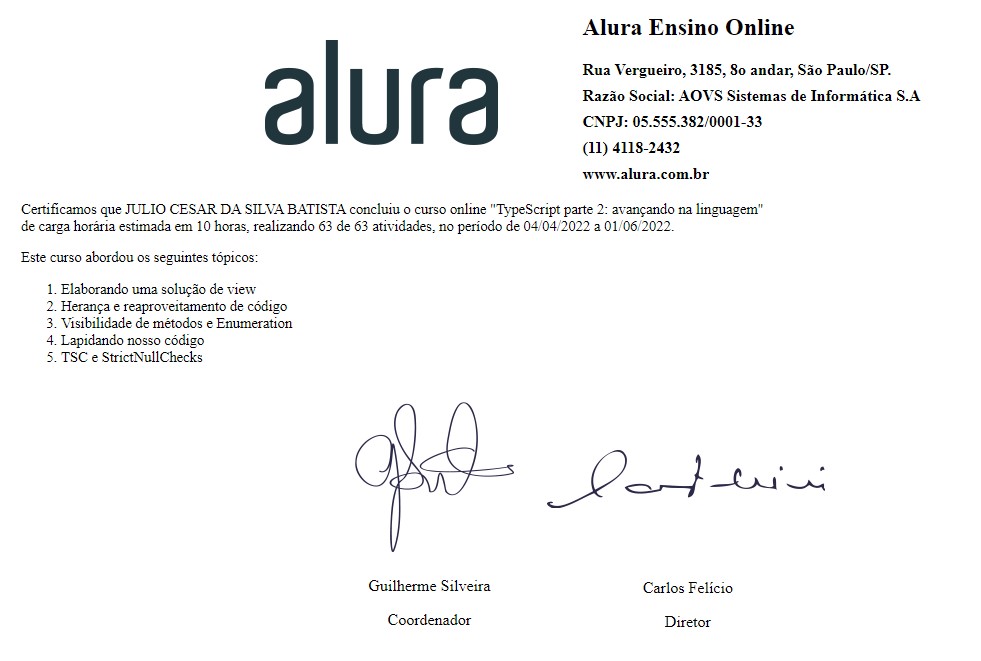 alura
Alura Ensino Online
Rua Vergueiro, 3185, 8o andar, São Paulo/SP.
Razão Social: AOVS Sistemas de Informática S.A
CNPJ: 05.555.382/0001-33
(11) 4118-2432
www.alura.com.br
Certificamos que JULIO CESAR DA SILVA BATISTA concluiu o curso online "TypeScript parte 2: avançando na linguagem"
de carga horária estimada em 10 horas, realizando 63 de 63 atividades, no período de 04/04/2022 a 01/06/2022.
Este curso abordou os seguintes tópicos:
1. Elaborando uma solução de view
2. Herança e reaproveitamento de código
3. Visibilidade de métodos e Enumeration
4. Lapidando nosso código
5. TSC e StrictNullChecks
Guilherme Silveira
Coordenador
Carlos Felício
Diretor